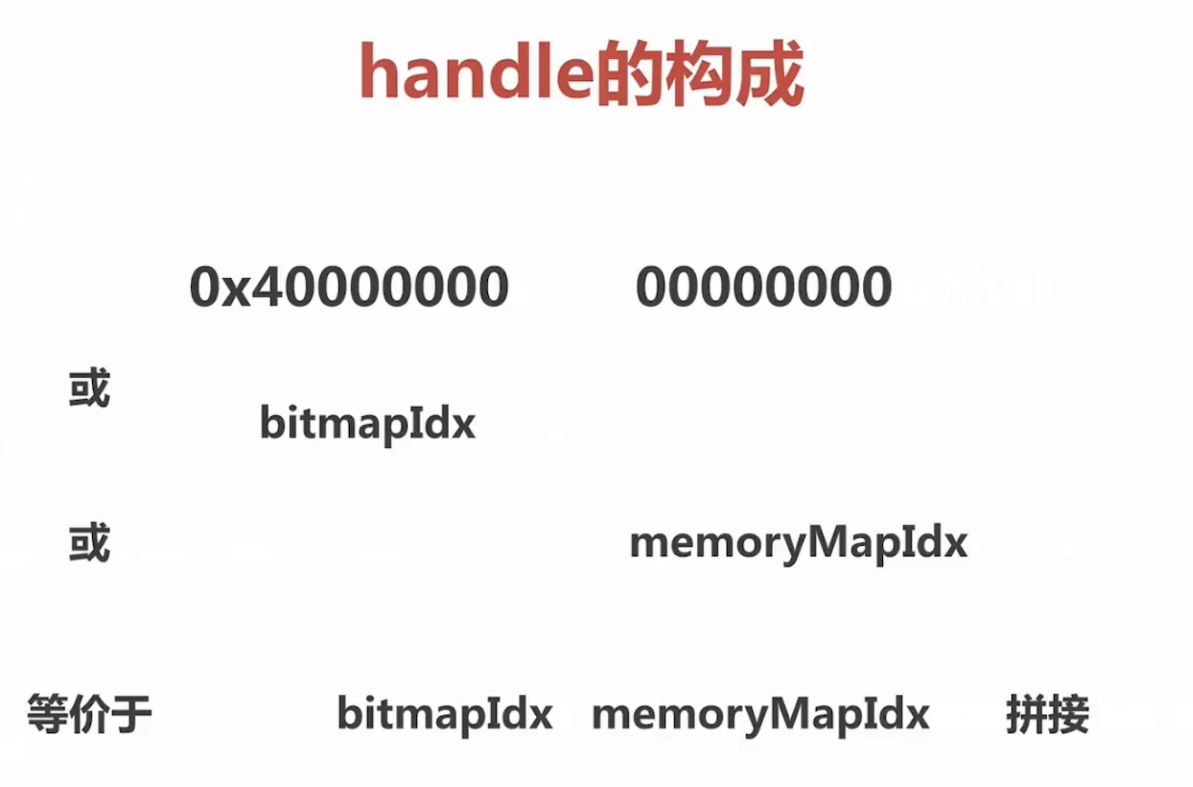 handle的构成
0x40000000 00000000
或
bitmapIdx
或 memoryMapIdx
等价于 bitmapIdx memoryMapIdx 拼接